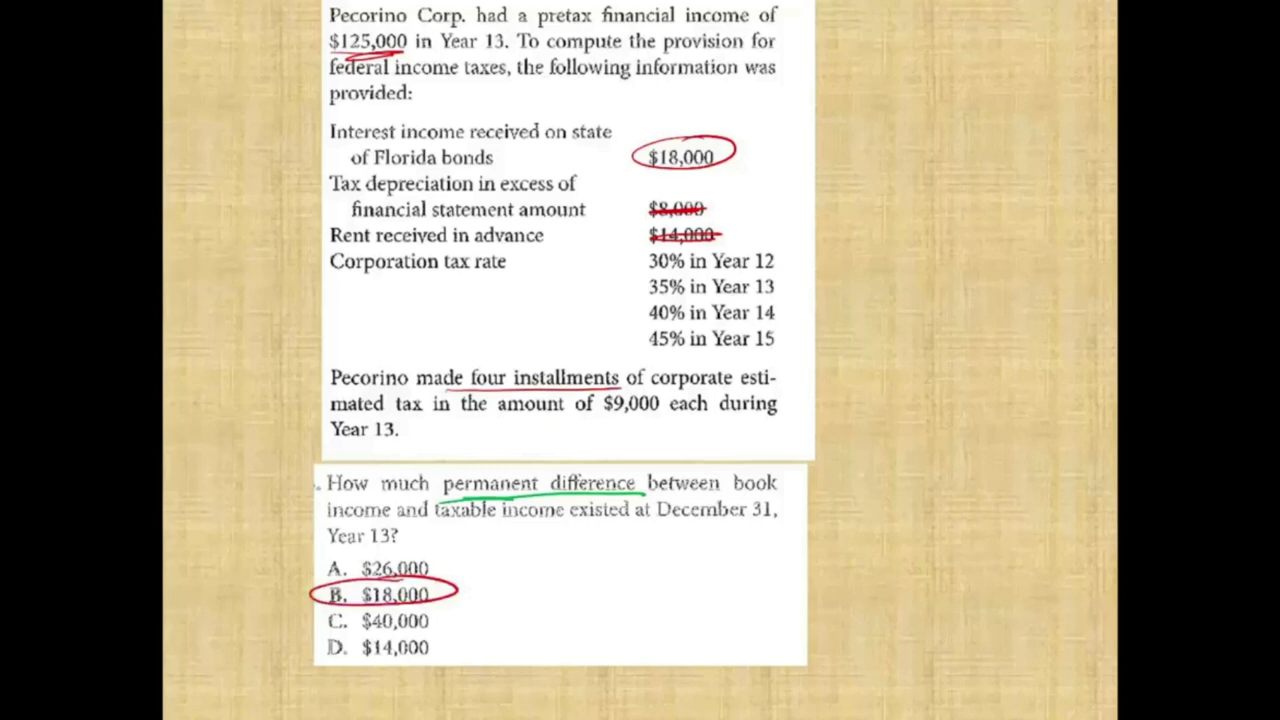 Pecorino Corp. had a pretax financial income of
$125,000 in Year 13. To compute the provision for
federal income taxes, the following information was
provided:
Interest income received on state
of Florida bonds $18,000
Tax depreciation in excess of
financial statement amount $8,000
Rent received in advance $14,000
Corporation tax rate 30% in Year 12
35% in Year 13
40% in Year 14
45% in Year 15
Pecorino made four installments of corporate esti-
mated tax in the amount of $9,000 each during
Year 13.
How much permanent difference between book
income and taxable income existed at December 31,
Year 13?
A. $26,000
B. $18,000
C. $40,000
D. $14,000